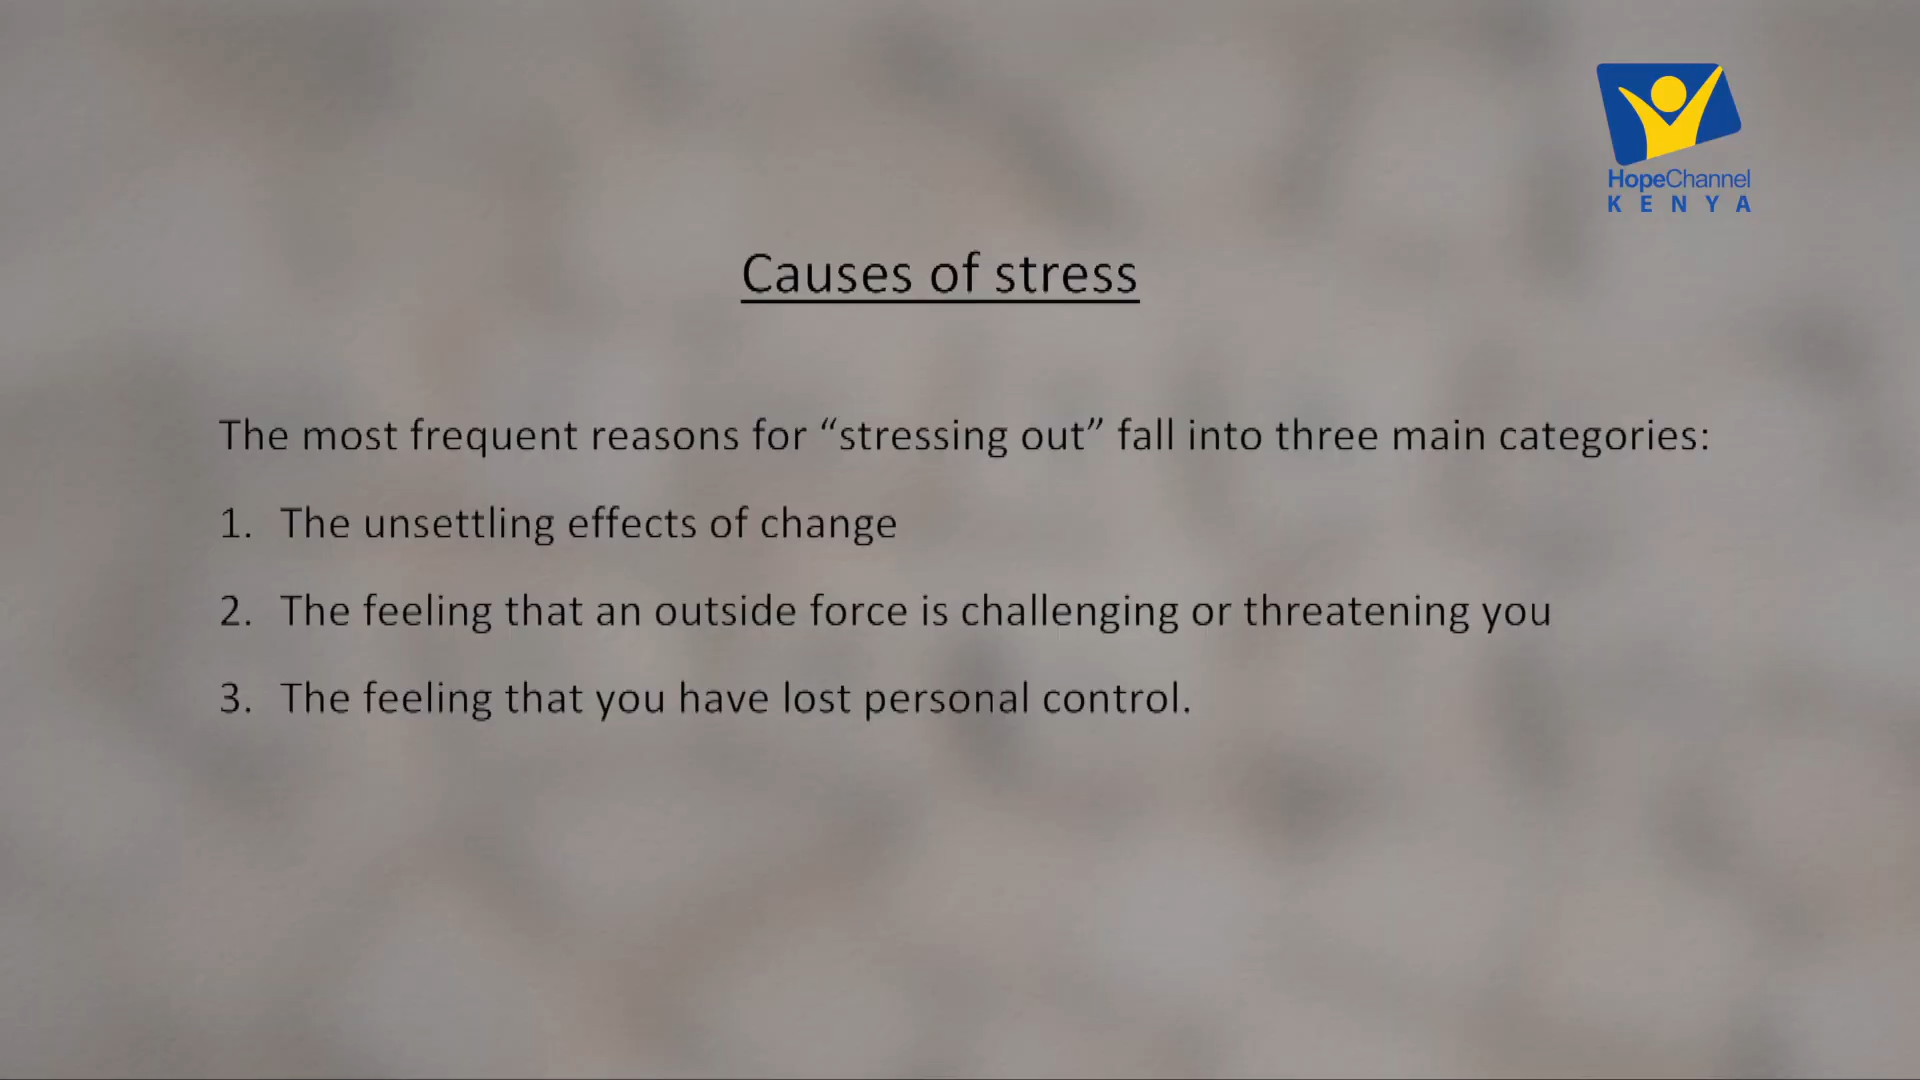 HopeChannel
KENYA
Causes of stress
The most frequent reasons for “stressing out” fall into three main categories:
1. The unsettling effects of change
2. The feeling that an outside force is challenging or threatening you
3. The feeling that you have lost personal control.